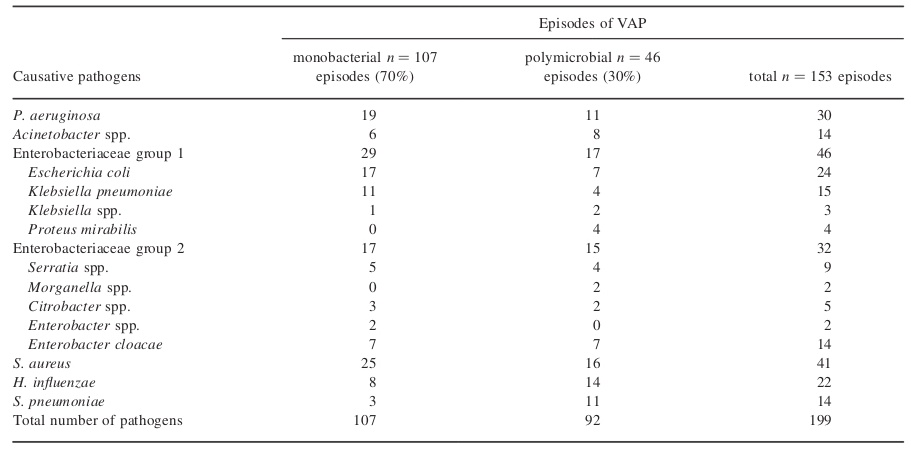 Episodes of VAP
monobacterial n = 107 polymicrobial n = 46
Causative pathogens episodes (70%) episodes (30%) total n = 153 episodes
P. aeruginosa 19 11 30
Acinetobacter spp. 6 8 14
Enterobacteriaceae group 1 29 17 46
Escherichia coli 17 7 24
Klebsiella pneumoniae 11 4 15
Klebsiella spp. 1 2 3
Proteus mirabilis 0 4 4
Enterobacteriaceae group 2 17 15 32
Serratia spp. 5 4 9
Morganella spp. 0 2 2
Citrobacter spp. 3 2 5
Enterobacter spp. 2 0 2
Enterobacter cloacae 7 7 14
S. aureus 25 16 41
H. influenzae 8 14 22
S. pneumoniae 3 11 14
Total number of pathogens 107 92 199